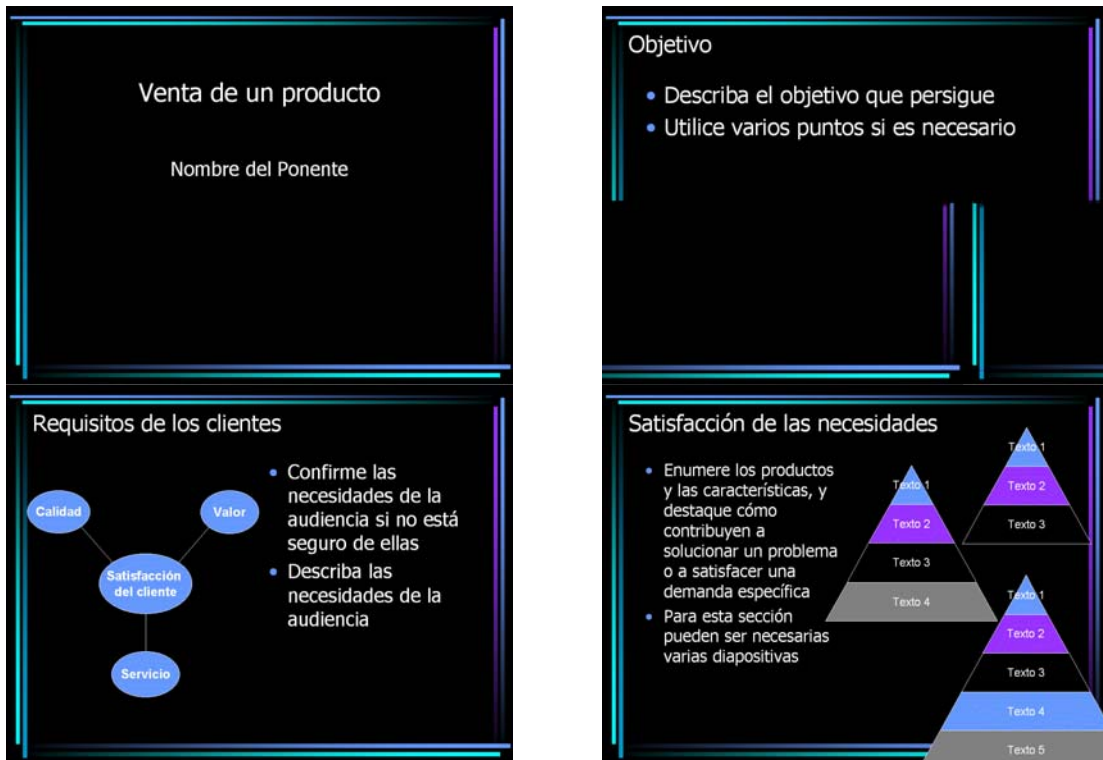 Venta de un producto
Nombre del Ponente
Objetivo
• Describa el objetivo que persigue
• Utilice varios puntos si es necesario
Requisitos de los clientes
Calidad
Valor
Satisfacción
del cliente
Servicio
• Confirme las
necesidades de la
audiencia si no está
seguro de ellas
• Describa las
necesidades de la
audiencia
Satisfacción de las necesidades
• Enumere los productos
y las características, y
destaque cómo
contribuyen a
solucionar un problema
o a satisfacer una
demanda específica
• Para esta sección
pueden ser necesarias
varias diapositivas
Texto 1
Texto 2
Texto 3
Texto 4
Texto 1
Texto 2
Texto 3
Texto 1
Texto 2
Texto 3
Texto 4
Texto 5